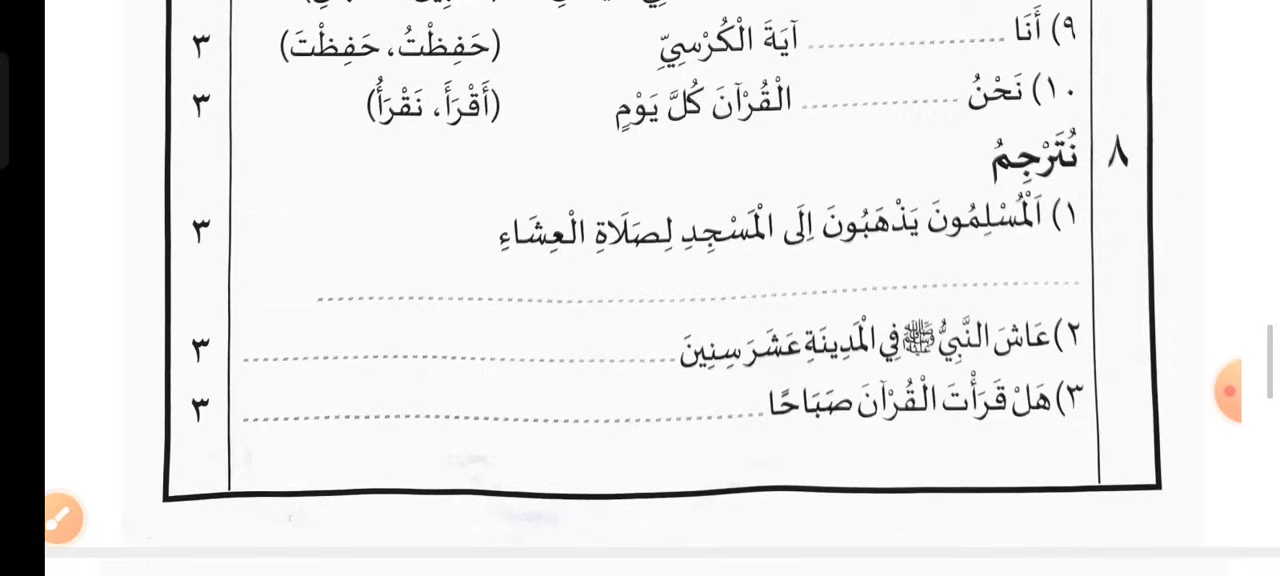 ٩) أَنَا .................... آيَةَ الْكُرْسِيِّ (حَفِظْتُ، حَفِظْتَ) ٣
١٠) نَحْنُ .................... الْقُرْآنَ كُلَّ يَوْمٍ (أَقْرَأَ، نَقْرَأُ) ٣
٨ نُتَرْجِمُ
١) اَلْمُسْلِمُونَ يَذْهَبُونَ إِلَى الْمَسْجِدِ لِصَلَاةِ الْعِشَاءِ ٣
٢) عَاشَ النَّبِيُّ ﷺ فِي الْمَدِينَةِ عَشَرَ سِنِينَ .................... ٣
٣) هَلْ قَرَأْتَ الْقُرْآنَ صَبَاحًا .................... ٣